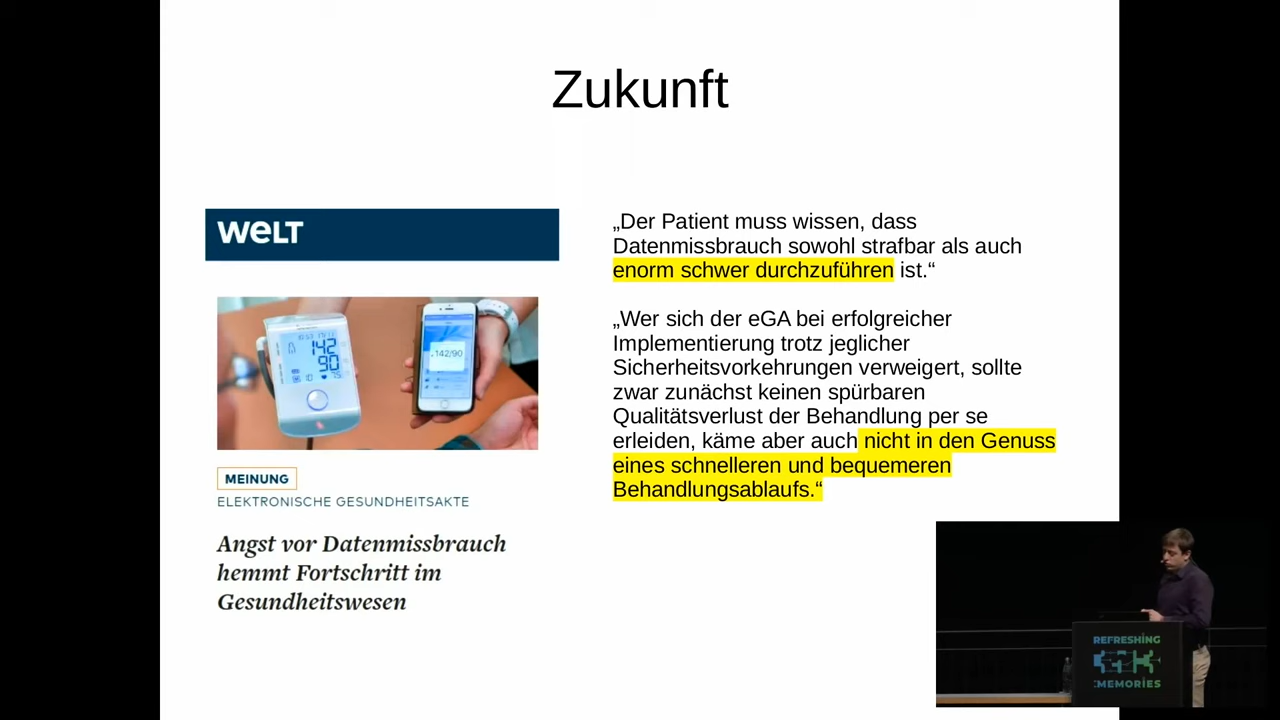 Zukunft
WELT
142
90
142/90
MEINUNG
ELEKTRONISCHE GESUNDHEITSAKTE
Angst vor Datenmissbrauch
hemmt Fortschritt im
Gesundheitswesen
„Der Patient muss wissen, dass
Datenmissbrauch sowohl strafbar als auch
enorm schwer durchzuführen ist.“
„Wer sich der eGA bei erfolgreicher
Implementierung trotz jeglicher
Sicherheitsvorkehrungen verweigert, sollte
zwar zunächst keinen spürbaren
Qualitätsverlust der Behandlung per se
erleiden, käme aber auch nicht in den Genuss
eines schnelleren und bequemeren
Behandlungsablaufs.“
REFRESHING
MEMORIES